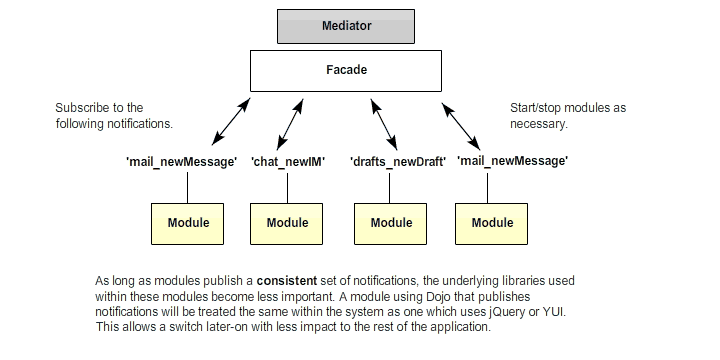 Mediator
Facade
Subscribe to the
following notifications.
Start/stop modules as
necessary.
'mail_newMessage' 'chat_newIM' 'drafts_newDraft' 'mail_newMessage'
Module Module Module Module
As long as modules publish a consistent set of notifications, the underlying libraries used
within these modules become less important. A module using Dojo that publishes
notifications will be treated the same within the system as one which uses jQuery or YUI.
This allows a switch later-on with less impact to the rest of the application.